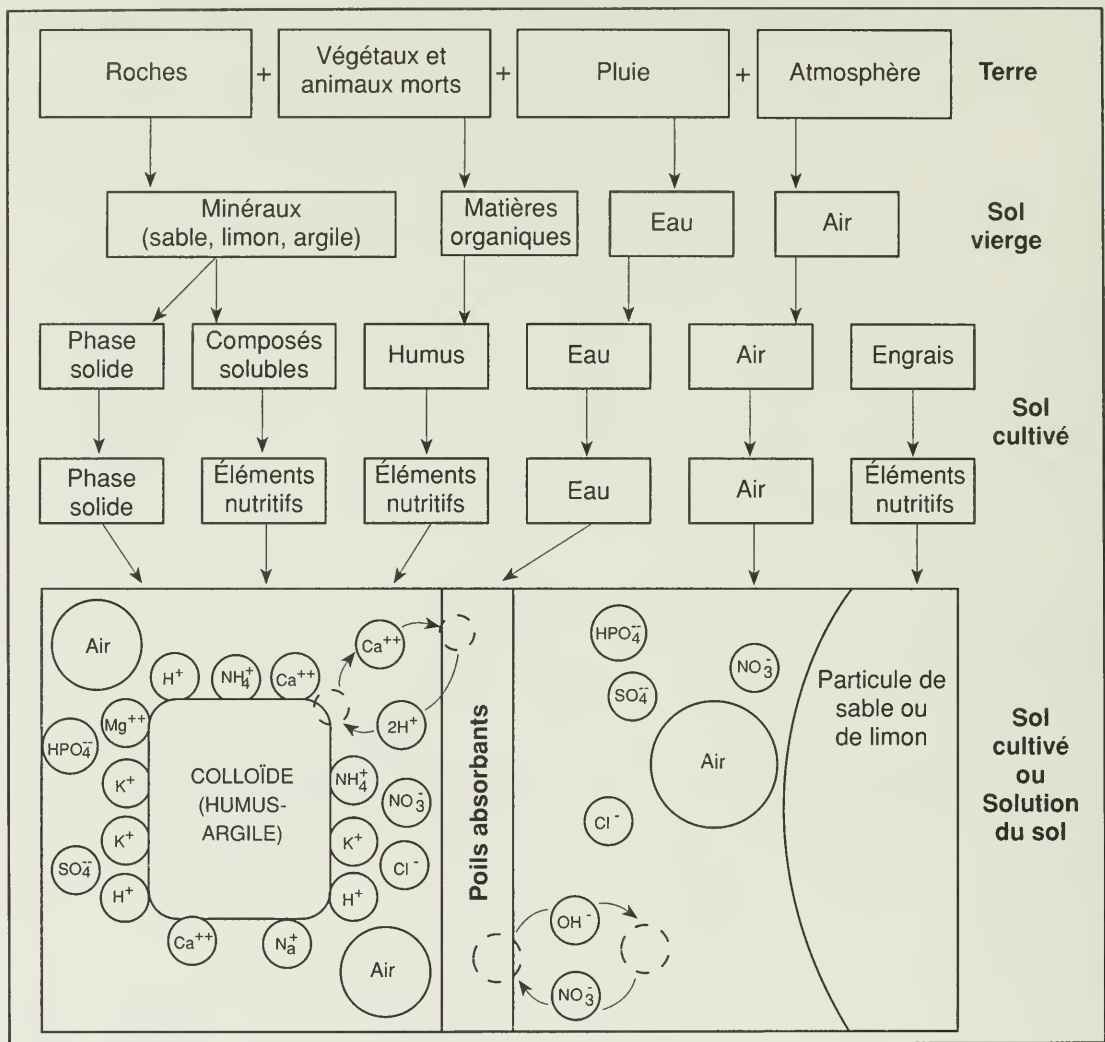 Roches + Végétaux et animaux morts + Pluie + Atmosphère
Terre
Minéraux
(sable, limon, argile)
Matières
organiques
Eau
Air
Sol
vierge
Phase
solide
Composés
solubles
Humus
Eau
Air
Engrais
Sol
cultivé
Phase
solide
Éléments
nutritifs
Éléments
nutritifs
Eau
Air
Éléments
nutritifs
Air
H+
NH4+
Ca++
Ca++
2H+
Mg++
HPO4--
K+
K+
SO4--
H+
COLLOÏDE
(HUMUS-
ARGILE)
NH4+
NO3-
K+
Cl-
H+
Ca++
Na+
Air
Poils absorbants
HPO4--
SO4--
NO3-
Air
Cl-
OH-
NO3-
Particule de
sable ou
de limon
Sol
cultivé
ou
Solution
du sol